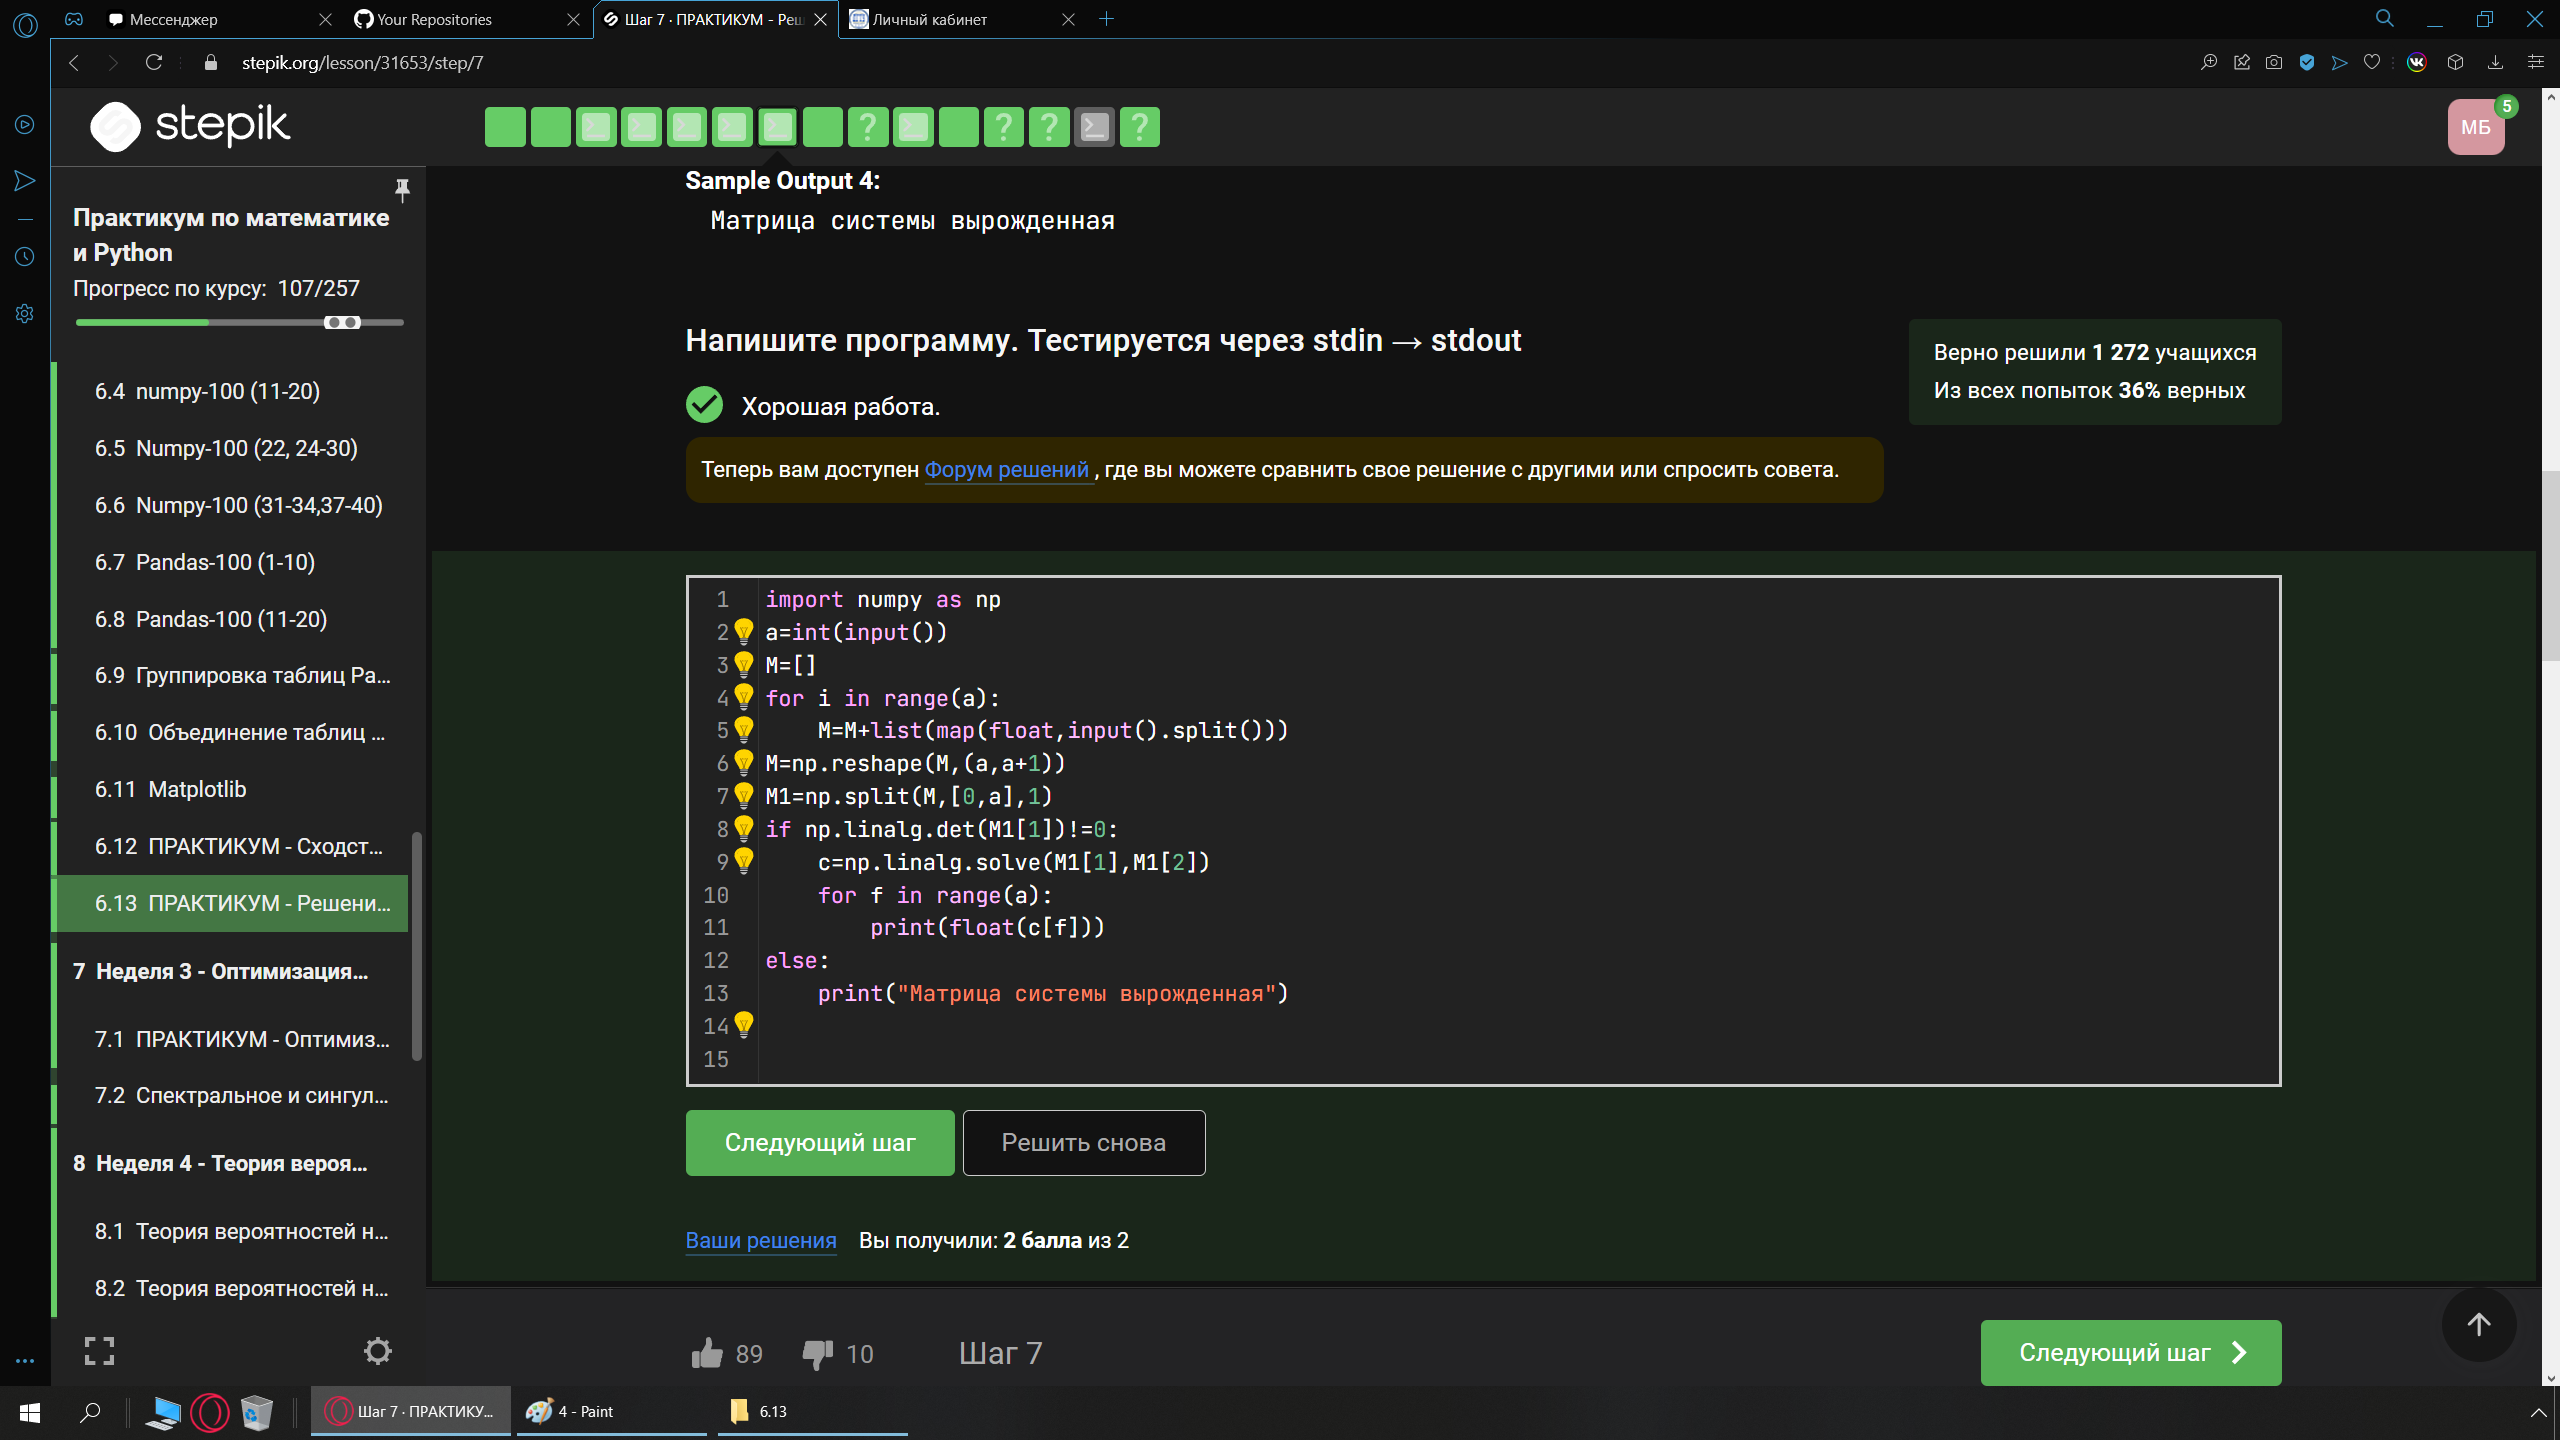 Мессенджер
Your Repositories
Шаг 7 · ПРАКТИКУМ - Реш
Личный кабинет
stepik.org/lesson/31653/step/7
stepik
МБ
5
Практикум по математике
и Python
Прогресс по курсу: 107/257
6.4 numpy-100 (11-20)
6.5 Numpy-100 (22, 24-30)
6.6 Numpy-100 (31-34,37-40)
6.7 Pandas-100 (1-10)
6.8 Pandas-100 (11-20)
6.9 Группировка таблиц Pa...
6.10 Объединение таблиц ...
6.11 Matplotlib
6.12 ПРАКТИКУМ - Сходст...
6.13 ПРАКТИКУМ - Решени...
7 Неделя 3 - Оптимизация...
7.1 ПРАКТИКУМ - Оптимиз...
7.2 Спектральное и сингул...
8 Неделя 4 - Теория вероя...
8.1 Теория вероятностей н...
8.2 Теория вероятностей н...
Sample Output 4:
Матрица системы вырожденная
Напишите программу. Тестируется через stdin → stdout
Верно решили 1 272 учащихся
Из всех попыток 36% верных
Хорошая работа.
Теперь вам доступен Форум решений , где вы можете сравнить свое решение с другими или спросить совета.
1 import numpy as np
2 a=int(input())
3 M=[]
4 for i in range(a):
5     M=M+list(map(float,input().split()))
6 M=np.reshape(M,(a,a+1))
7 M1=np.split(M,[0,a],1)
8 if np.linalg.det(M1[1])!=0:
9     c=np.linalg.solve(M1[1],M1[2])
10     for f in range(a):
11         print(float(c[f]))
12 else:
13     print("Матрица системы вырожденная")
14
15
Следующий шаг
Решить снова
Ваши решения Вы получили: 2 балла из 2
89
10
Шаг 7
Следующий шаг
Шаг 7 · ПРАКТИКУ...
4 - Paint
6.13